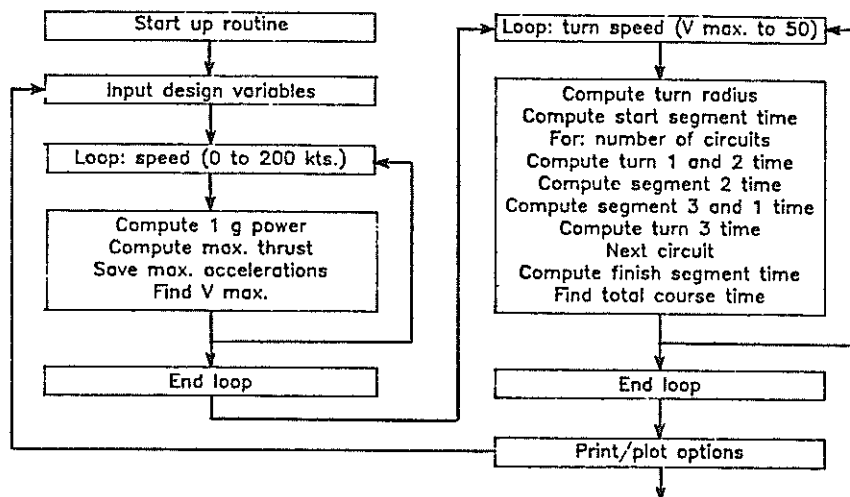 Start up routine
Input design variables
Loop: speed (0 to 200 kts.)
Compute 1 g power
Compute max. thrust
Save max. accelerations
Find V max.
End loop
Loop: turn speed (V max. to 50)
Compute turn radius
Compute start segment time
For: number of circuits
Compute turn 1 and 2 time
Compute segment 2 time
Compute segment 3 and 1 time
Compute turn 3 time
Next circuit
Compute finish segment time
Find total course time
End loop
Print/plot options